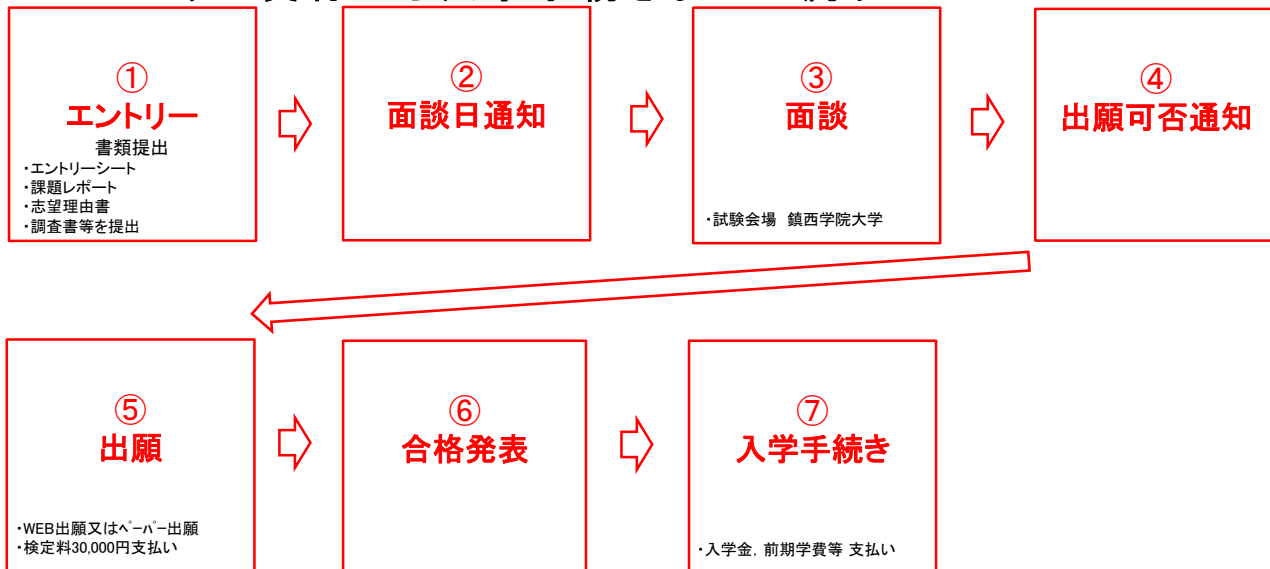 ①
エントリー
書類提出
・エントリーシート
・課題レポート
・志望理由書
・調査書等を提出
②
面談日通知
③
面談
・試験会場　鎮西学院大学
④
出願可否通知
⑤
出願
・WEB出願又はﾍﾟｰﾊﾟｰ出願
・検定料30,000円支払い
⑥
合格発表
⑦
入学手続き
・入学金，前期学費等 支払い